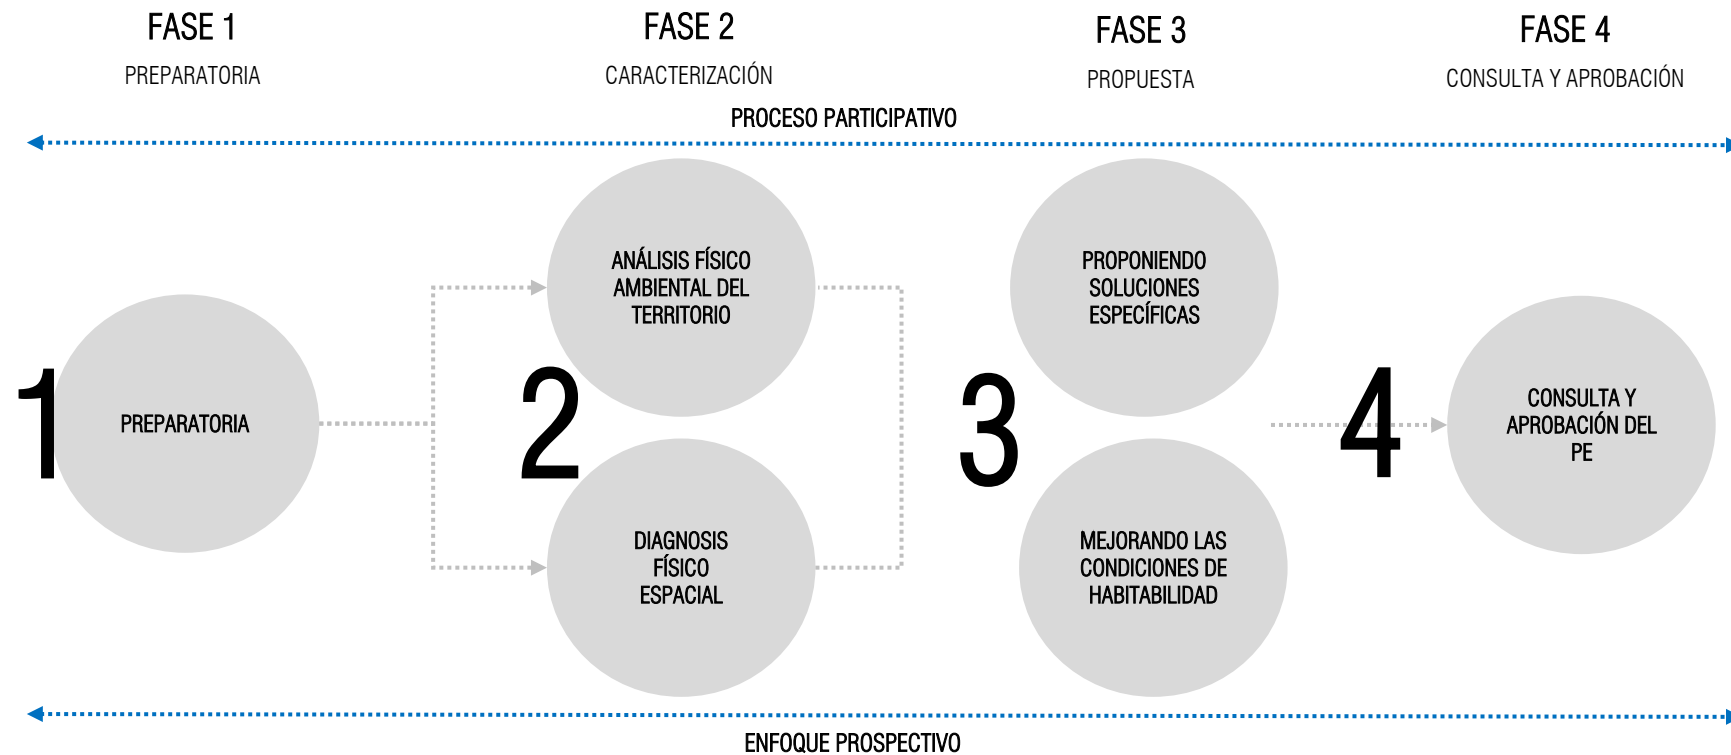 FASE 1
PREPARATORIA
FASE 2
CARACTERIZACIÓN
FASE 3
PROPUESTA
FASE 4
CONSULTA Y APROBACIÓN
PROCESO PARTICIPATIVO
1
PREPARATORIA
2
ANÁLISIS FÍSICO
AMBIENTAL DEL
TERRITORIO
DIAGNOSIS
FÍSICO
ESPACIAL
3
PROPONIENDO
SOLUCIONES
ESPECÍFICAS
MEJORANDO LAS
CONDICIONES DE
HABITABILIDAD
4
CONSULTA Y
APROBACIÓN DEL
PE
ENFOQUE PROSPECTIVO